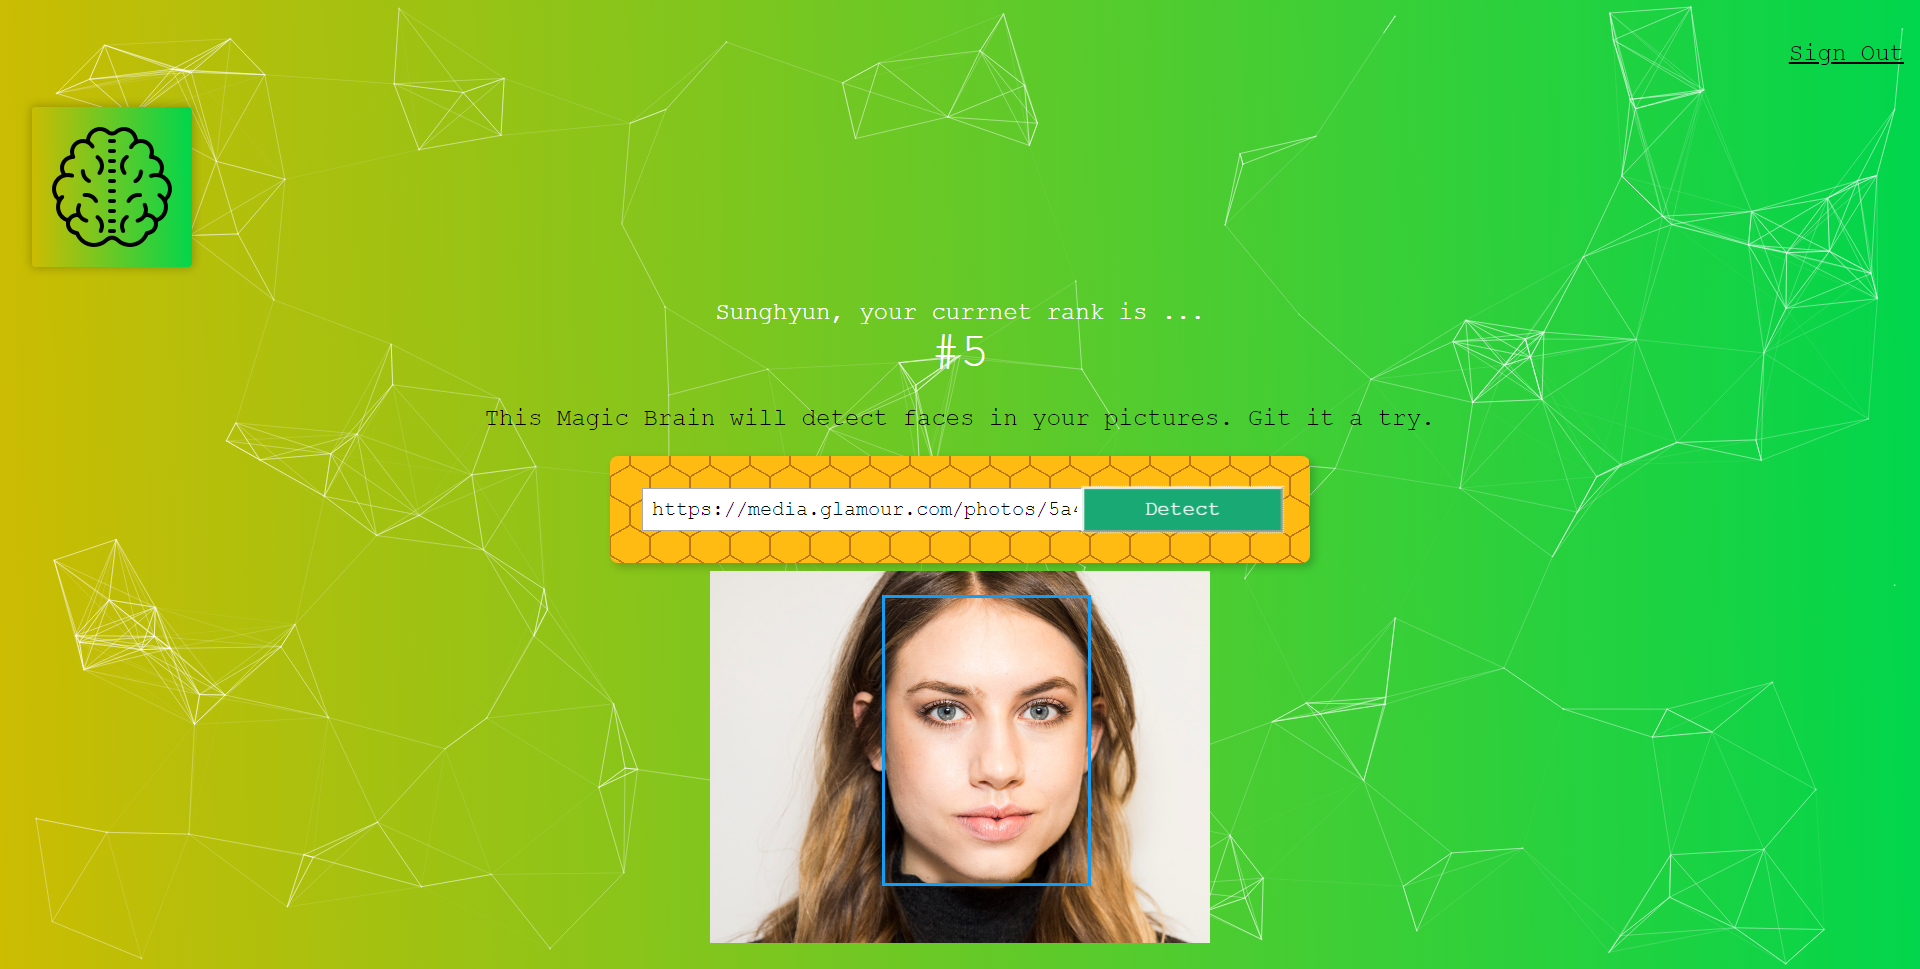 Sign Out
Sunghyun, your currnet rank is ...
#5
This Magic Brain will detect faces in your pictures. Git it a try.
https://media.glamour.com/photos/5a
Detect